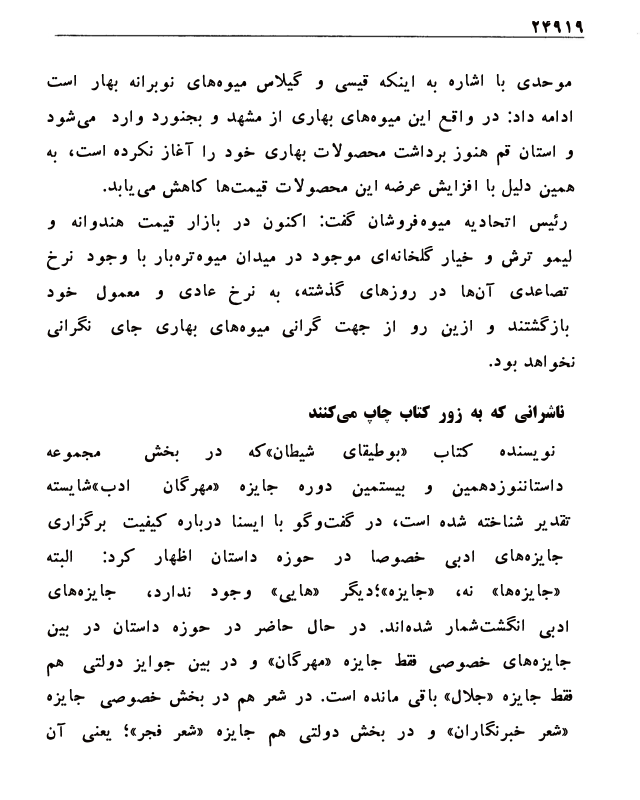 ۲۴۹۱۹
موحدی با اشاره به اینکه قیسی و گیلاس میوه‌های نوبرانه بهار است
ادامه داد: در واقع این میوه‌های بهاری از مشهد و بجنورد وارد می‌شود
و استان قم هنوز برداشت محصولات بهاری خود را آغاز نکرده است، به
همین دلیل با افزایش عرضه این محصولات قیمت‌ها کاهش می‌یابد.
رئیس اتحادیه میوه‌فروشان گفت: اکنون در بازار قیمت هندوانه و
لیمو ترش و خیار گلخانه‌ای موجود در میدان میوه‌تره‌بار با وجود نرخ
تصاعدی آن‌ها در روزهای گذشته، به نرخ عادی و معمول خود
بازگشتند و ازین رو از جهت گرانی میوه‌های بهاری جای نگرانی
نخواهد بود.
ناشرانی که به زور کتاب چاپ می‌کنند
نویسنده کتاب «بوطیقای شیطان»که در بخش مجموعه
داستاننوزدهمین و بیستمین دوره جایزه «مهرگان ادب»شایسته
تقدیر شناخته شده است، در گفت‌وگو با ایسنا درباره کیفیت برگزاری
جایزه‌های ادبی خصوصا در حوزه داستان اظهار کرد: البته
«جایزه‌ها» نه، «جایزه»؛دیگر «هایی» وجود ندارد، جایزه‌های
ادبی انگشت‌شمار شده‌اند. در حال حاضر در حوزه داستان در بین
جایزه‌های خصوصی فقط جایزه «مهرگان» و در بین جوایز دولتی هم
فقط جایزه «جلال» باقی مانده است. در شعر هم در بخش خصوصی جایزه
«شعر خبرنگاران» و در بخش دولتی هم جایزه «شعر فجر»؛ یعنی آن